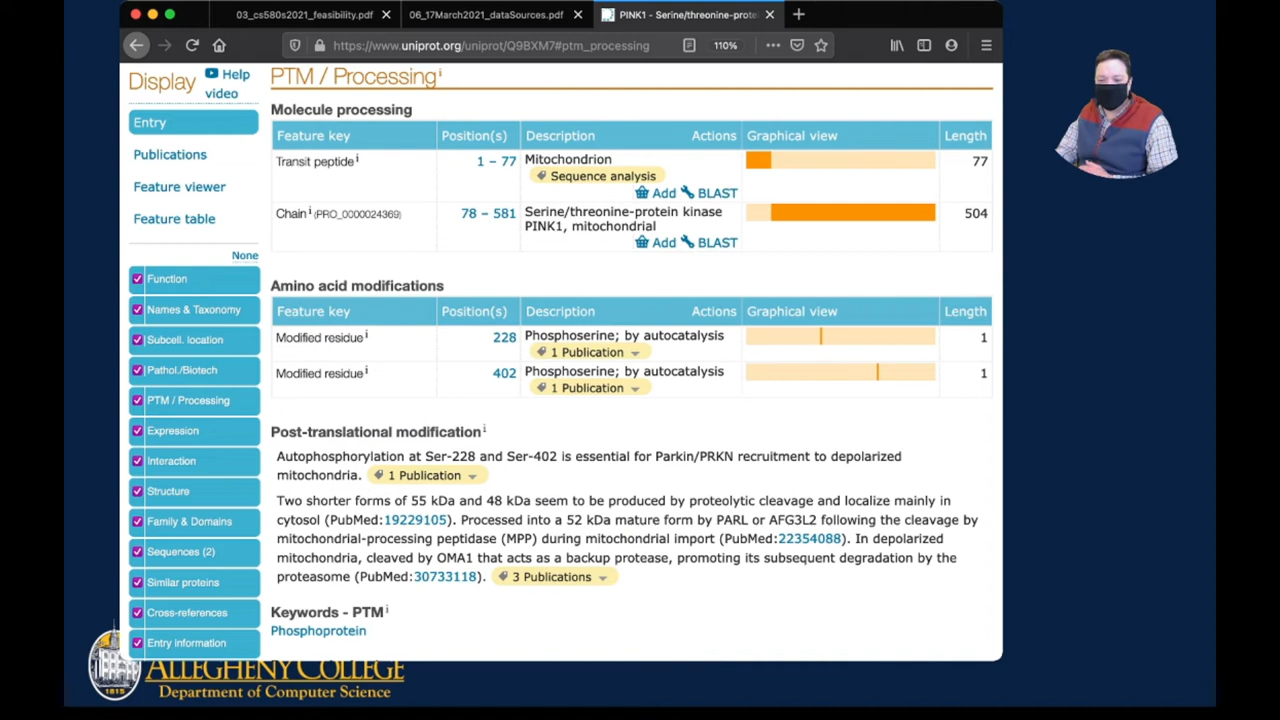 03_cs580s2021_feasibility.pdf
06_17March2021_dataSources.pdf
PINK1 - Serine/threonine-prote
https://www.uniprot.org/uniprot/Q9BXM7#ptm_processing
110%
Display
Help video
Entry
Publications
Feature viewer
Feature table
None
Function
Names & Taxonomy
Subcell. location
Pathol./Biotech
PTM / Processing
Expression
Interaction
Structure
Family & Domains
Sequences (2)
Similar proteins
Cross-references
Entry information
PTM / Processing i
Molecule processing
Feature key Position(s) Description Actions Graphical view Length
Transit peptide i 1 – 77 Mitochondrion 77
Sequence analysis
Add BLAST
Chain i (PRO_0000024369) 78 – 581 Serine/threonine-protein kinase 504
PINK1, mitochondrial
Add BLAST
Amino acid modifications
Feature key Position(s) Description Actions Graphical view Length
Modified residue i 228 Phosphoserine; by autocatalysis 1
1 Publication
Modified residue i 402 Phosphoserine; by autocatalysis 1
1 Publication
Post-translational modification i
Autophosphorylation at Ser-228 and Ser-402 is essential for Parkin/PRKN recruitment to depolarized
mitochondria. 1 Publication
Two shorter forms of 55 kDa and 48 kDa seem to be produced by proteolytic cleavage and localize mainly in
cytosol (PubMed:19229105). Processed into a 52 kDa mature form by PARL or AFG3L2 following the cleavage by
mitochondrial-processing peptidase (MPP) during mitochondrial import (PubMed:22354088). In depolarized
mitochondria, cleaved by OMA1 that acts as a backup protease, promoting its subsequent degradation by the
proteasome (PubMed:30733118). 3 Publications
Keywords - PTM i
Phosphoprotein
ALLEGHENY COLLEGE
Department of Computer Science
1815